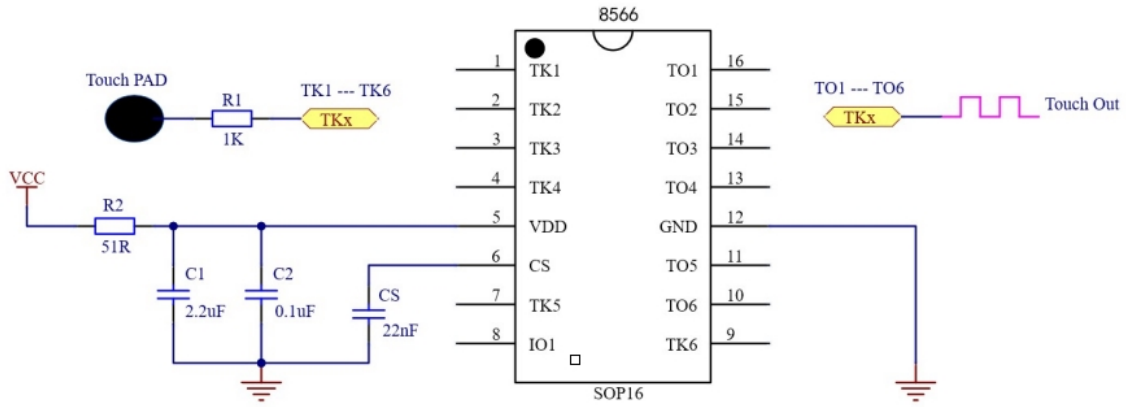 8566
Touch PAD
R1
1K
TK1 --- TK6
TKx
TO1 --- TO6
TKx
Touch Out
1 TK1 TO1 16
2 TK2 TO2 15
3 TK3 TO3 14
4 TK4 TO4 13
5 VDD GND 12
6 CS TO5 11
7 TK5 TO6 10
8 IO1 TK6 9
SOP16
VCC
R2
51R
C1
2.2uF
C2
0.1uF
CS
22nF